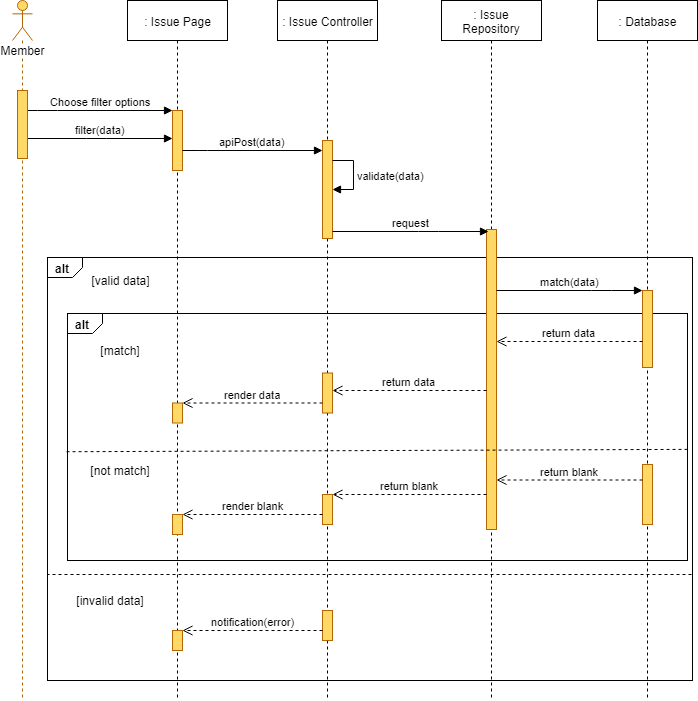 : Issue Page
: Issue Controller
: Issue
Repository
: Database
Member
Choose filter options
filter(data)
apiPost(data)
validate(data)
request
alt
[valid data]
match(data)
alt
return data
[match]
return data
render data
[not match]
return blank
return blank
render blank
[invalid data]
notification(error)